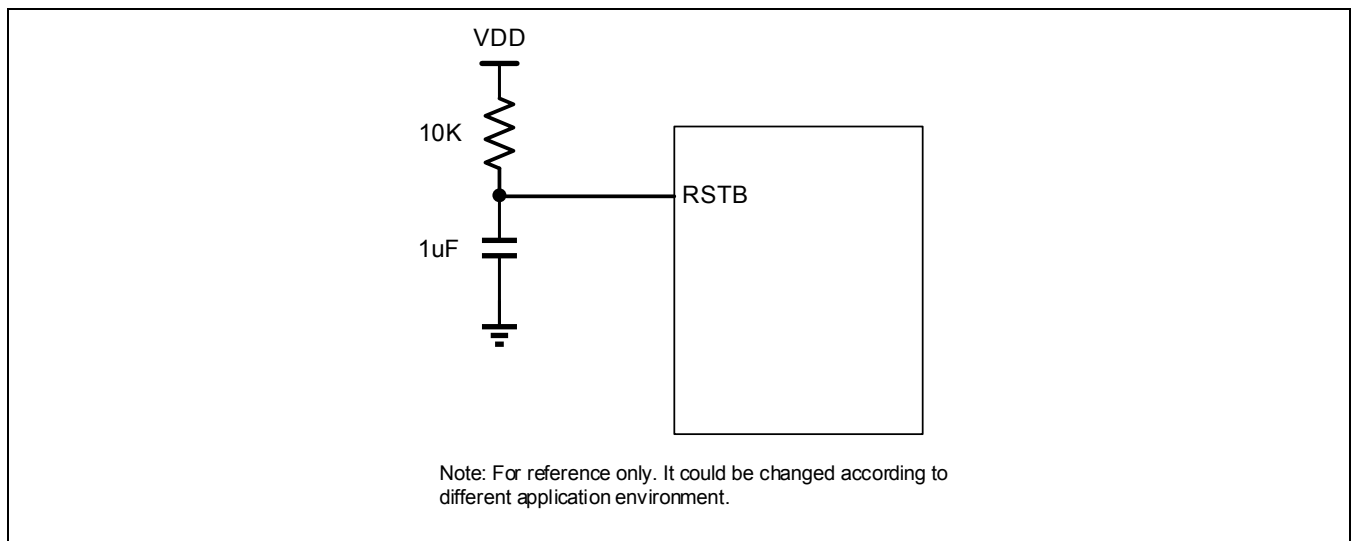 VDD
10K
RSTB
1uF
Note: For reference only. It could be changed according to
different application environment.